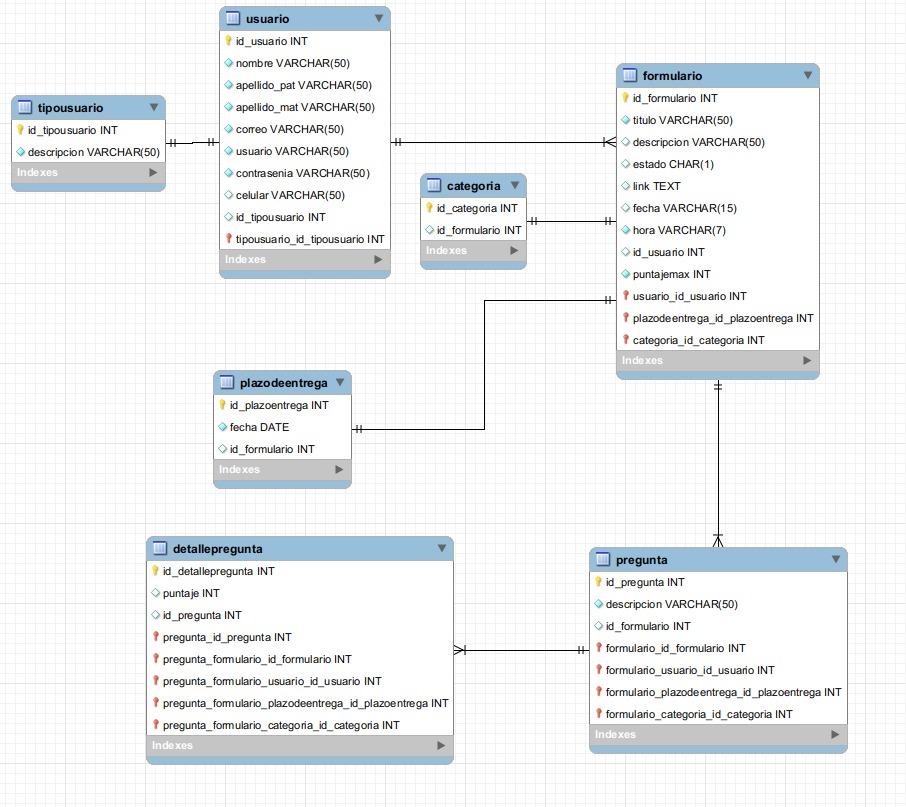 usuario
id_usuario INT
nombre VARCHAR(50)
apellido_pat VARCHAR(50)
apellido_mat VARCHAR(50)
correo VARCHAR(50)
usuario VARCHAR(50)
contrasenia VARCHAR(50)
celular VARCHAR(50)
id_tipousuario INT
tipousuario_id_tipousuario INT
Indexes
tipousuario
id_tipousuario INT
descripcion VARCHAR(50)
Indexes
formulario
id_formulario INT
titulo VARCHAR(50)
descripcion VARCHAR(50)
estado CHAR(1)
link TEXT
fecha VARCHAR(15)
hora VARCHAR(7)
id_usuario INT
puntajemax INT
usuario_id_usuario INT
plazodeentrega_id_plazoentrega INT
categoria_id_categoria INT
Indexes
categoria
id_categoria INT
id_formulario INT
Indexes
plazodeentrega
id_plazoentrega INT
fecha DATE
id_formulario INT
Indexes
detallepregunta
id_detallepregunta INT
puntaje INT
id_pregunta INT
pregunta_id_pregunta INT
pregunta_formulario_id_formulario INT
pregunta_formulario_usuario_id_usuario INT
pregunta_formulario_plazodeentrega_id_plazoentrega INT
pregunta_formulario_categoria_id_categoria INT
Indexes
pregunta
id_pregunta INT
descripcion VARCHAR(50)
id_formulario INT
formulario_id_formulario INT
formulario_usuario_id_usuario INT
formulario_plazodeentrega_id_plazoentrega INT
formulario_categoria_id_categoria INT
Indexes